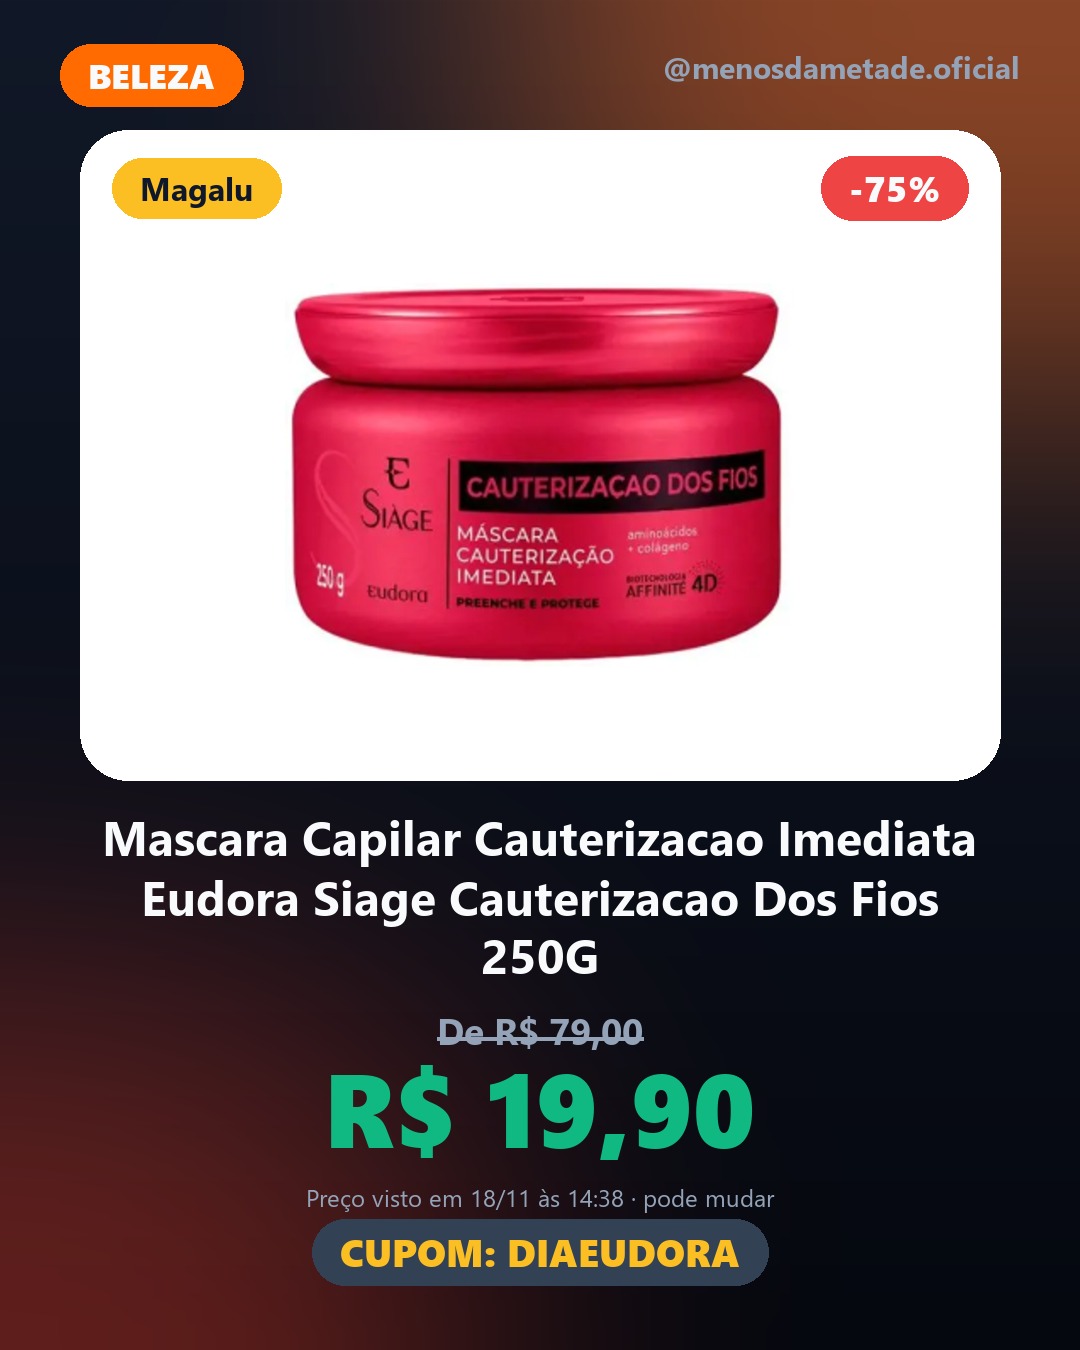 BELEZA
@menosdametade.oficial
Magalu
-75%
E
SIÀGE
CAUTERIZAÇAO DOS FIOS
MÁSCARA
CAUTERIZAÇÃO
IMEDIATA
PREENCHE E PROTEGE
aminoácidos
+ colágeno
BIOTECNOLOGIA
AFFINITÉ 4D
250 g
eudora
Mascara Capilar Cauterizacao Imediata
Eudora Siage Cauterizacao Dos Fios
250G
De R$ 79,00
R$ 19,90
Preço visto em 18/11 às 14:38 · pode mudar
CUPOM: DIAEUDORA